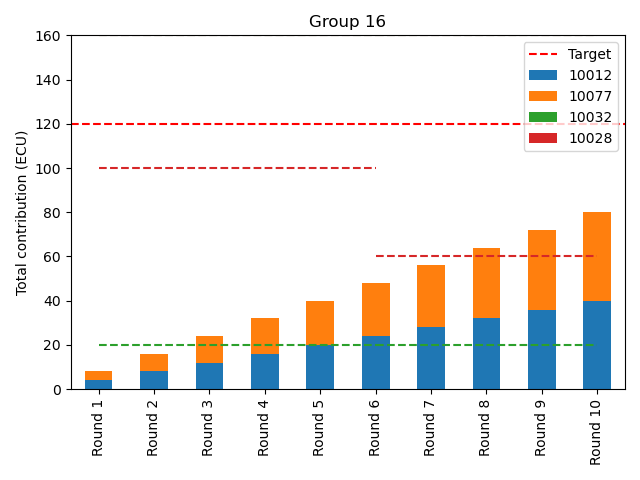 Group 16
Total contribution (ECU)
160
140
120
100
80
60
40
20
0
Target
10012
10077
10032
10028
Round 1
Round 2
Round 3
Round 4
Round 5
Round 6
Round 7
Round 8
Round 9
Round 10